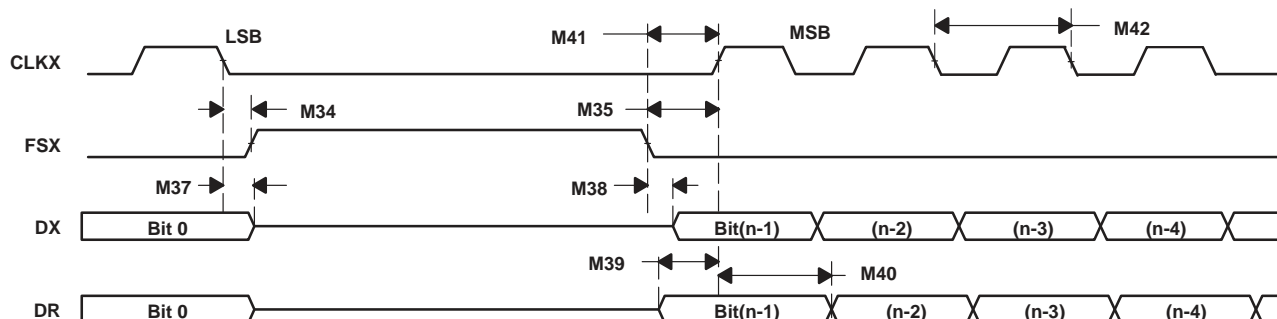 LSB M41 MSB M42
CLKX
M34 M35
FSX
M37 M38
DX Bit 0 Bit(n-1) (n-2) (n-3) (n-4)
M39 M40
DR Bit 0 Bit(n-1) (n-2) (n-3) (n-4)